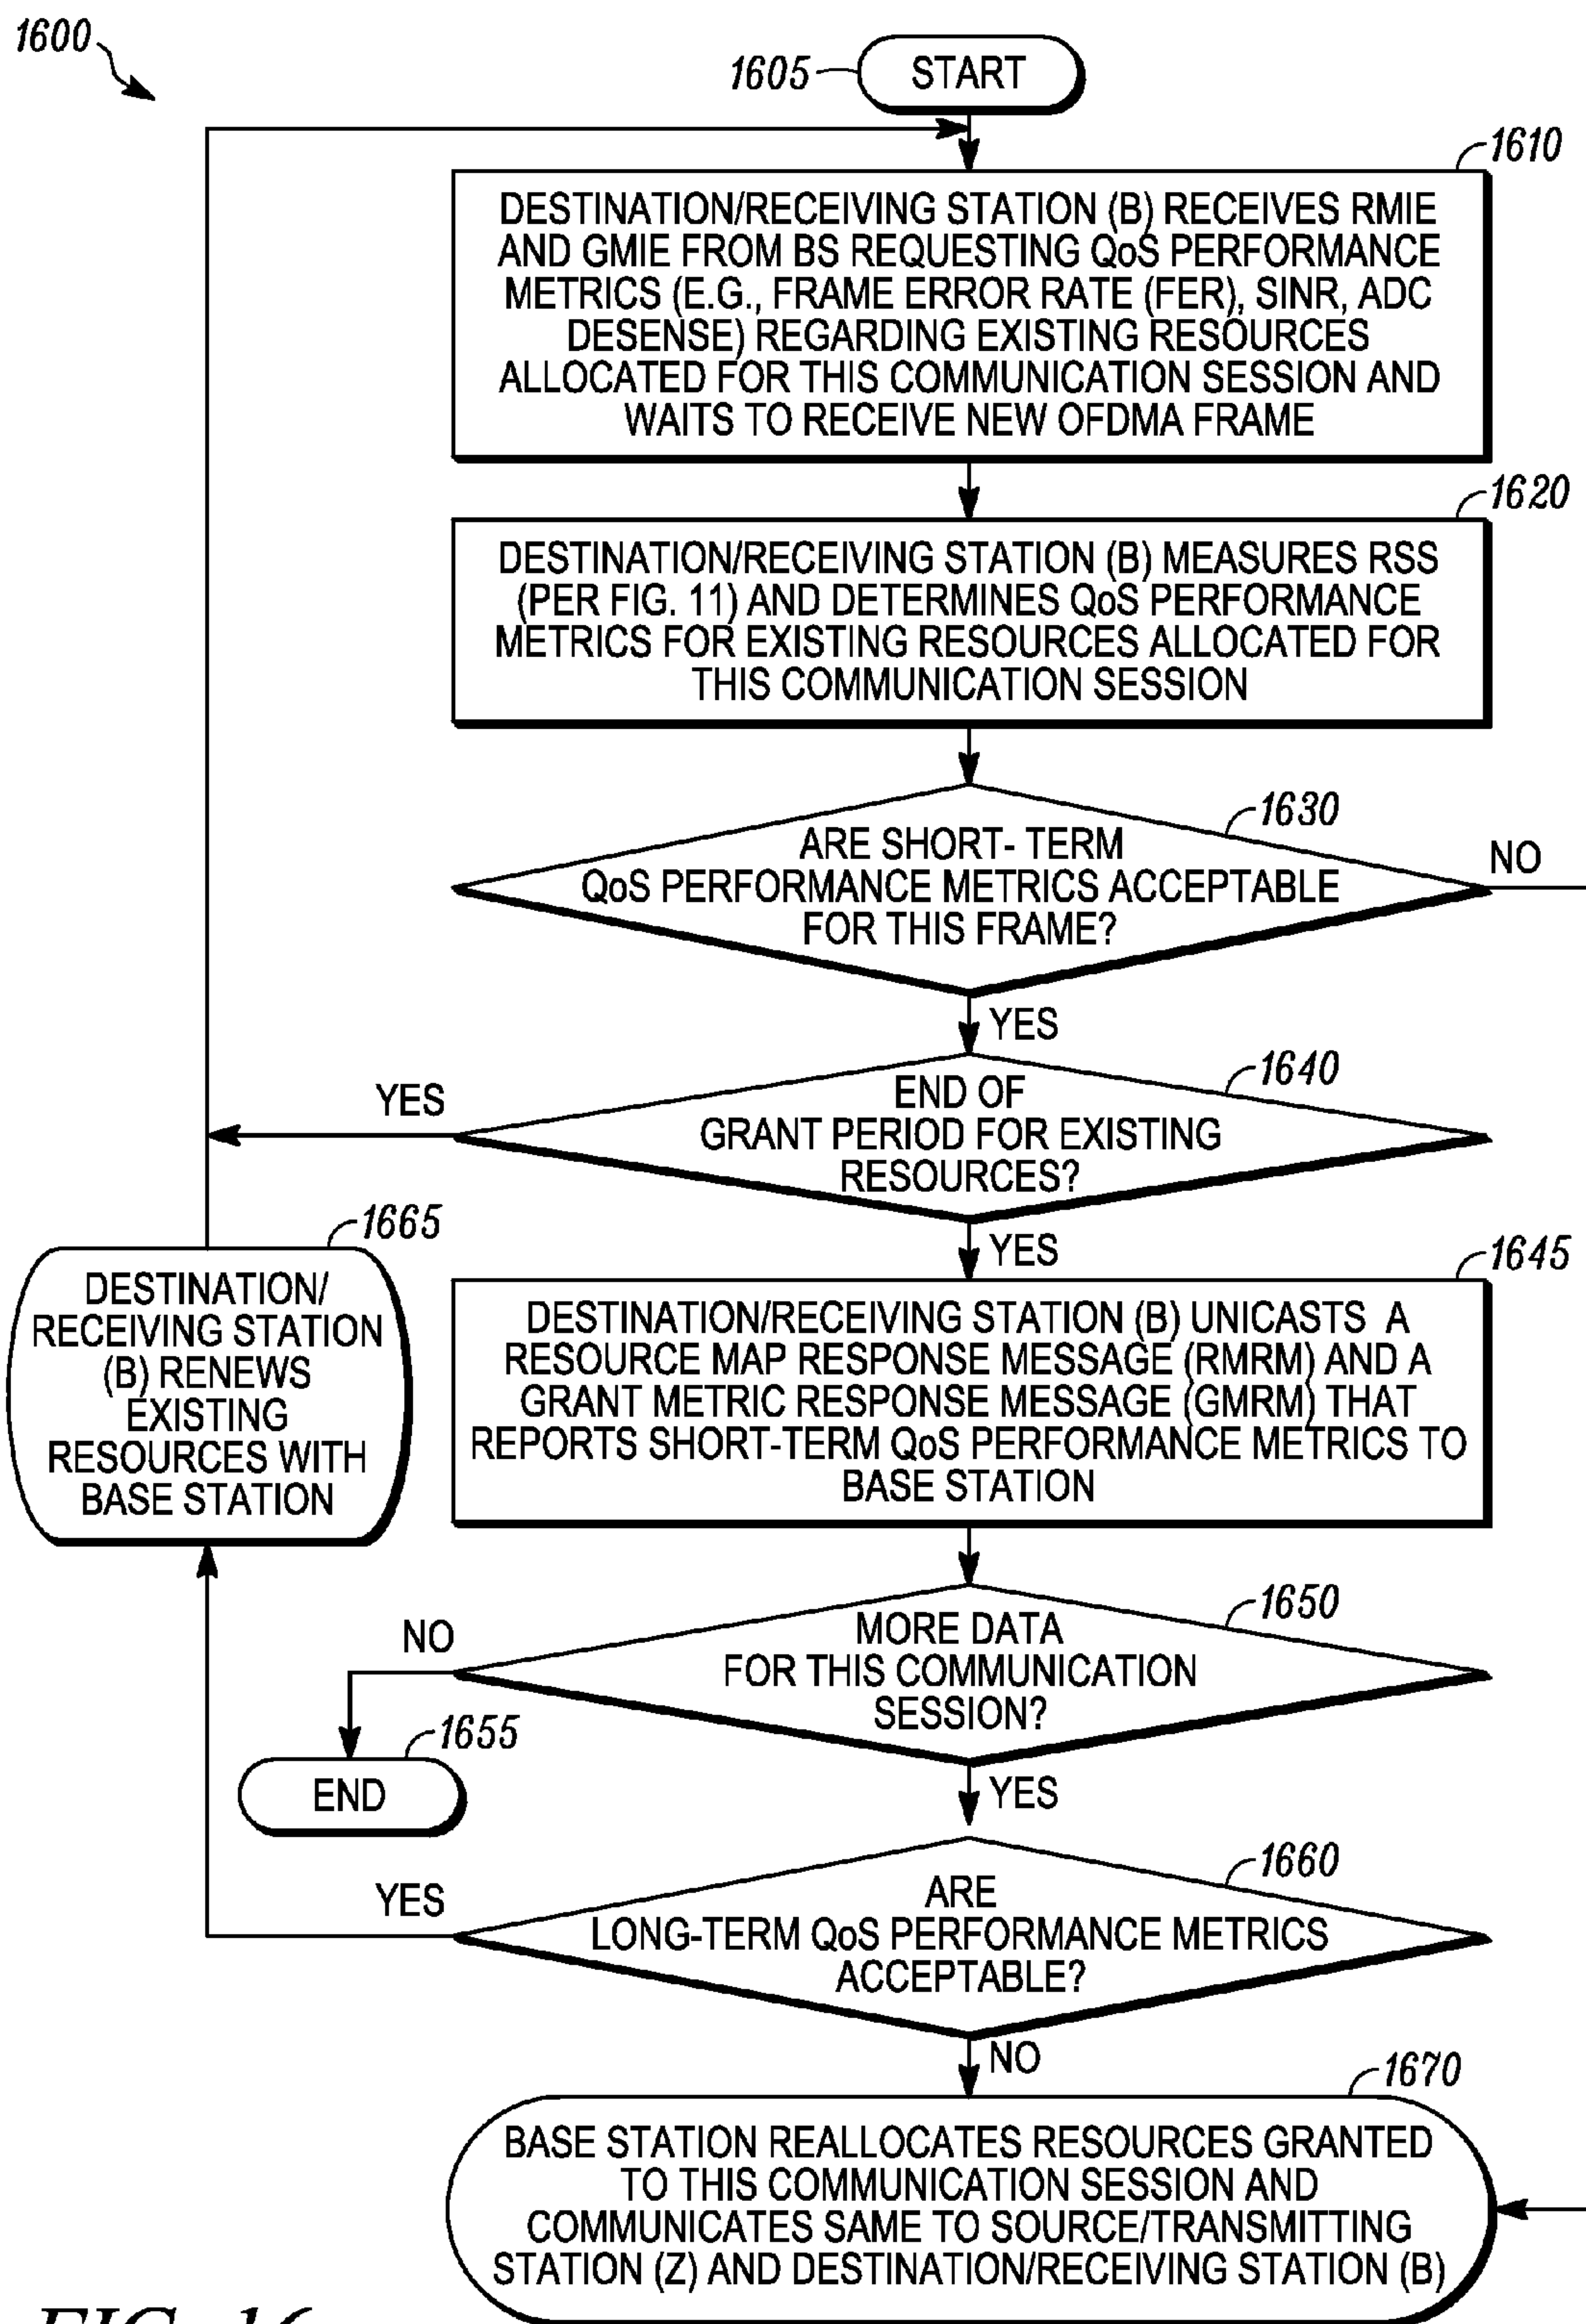 1600
1605
START
1610
DESTINATION/RECEIVING STATION (B) RECEIVES RMIE
AND GMIE FROM BS REQUESTING QoS PERFORMANCE
METRICS (E.G., FRAME ERROR RATE (FER), SINR, ADC
DESENSE) REGARDING EXISTING RESOURCES
ALLOCATED FOR THIS COMMUNICATION SESSION AND
WAITS TO RECEIVE NEW OFDMA FRAME
1620
DESTINATION/RECEIVING STATION (B) MEASURES RSS
(PER FIG. 11) AND DETERMINES QoS PERFORMANCE
METRICS FOR EXISTING RESOURCES ALLOCATED FOR
THIS COMMUNICATION SESSION
1630
ARE SHORT- TERM
QoS PERFORMANCE METRICS ACCEPTABLE
FOR THIS FRAME?
NO
YES
1640
END OF
GRANT PERIOD FOR EXISTING
RESOURCES?
YES
YES
1665
DESTINATION/
RECEIVING STATION
(B) RENEWS
EXISTING
RESOURCES WITH
BASE STATION
1645
DESTINATION/RECEIVING STATION (B) UNICASTS A
RESOURCE MAP RESPONSE MESSAGE (RMRM) AND A
GRANT METRIC RESPONSE MESSAGE (GMRM) THAT
REPORTS SHORT-TERM QoS PERFORMANCE METRICS TO
BASE STATION
1650
MORE DATA
FOR THIS COMMUNICATION
SESSION?
NO
1655
END
YES
1660
ARE
LONG-TERM QoS PERFORMANCE METRICS
ACCEPTABLE?
YES
NO
1670
BASE STATION REALLOCATES RESOURCES GRANTED
TO THIS COMMUNICATION SESSION AND
COMMUNICATES SAME TO SOURCE/TRANSMITTING
STATION (Z) AND DESTINATION/RECEIVING STATION (B)
FIG. 16